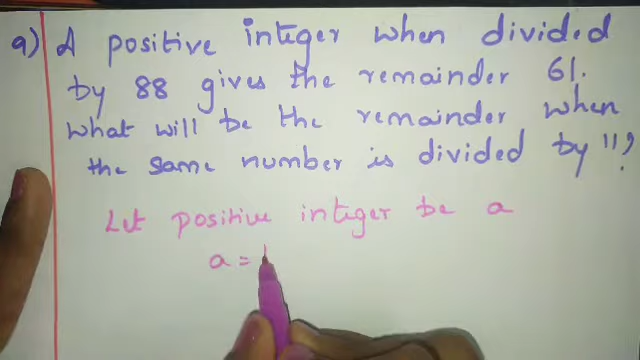 9) A positive integer when divided
by 88 gives the remainder 61.
What will be the remainder when
the same number is divided by 11?
Let positive integer be a
a =